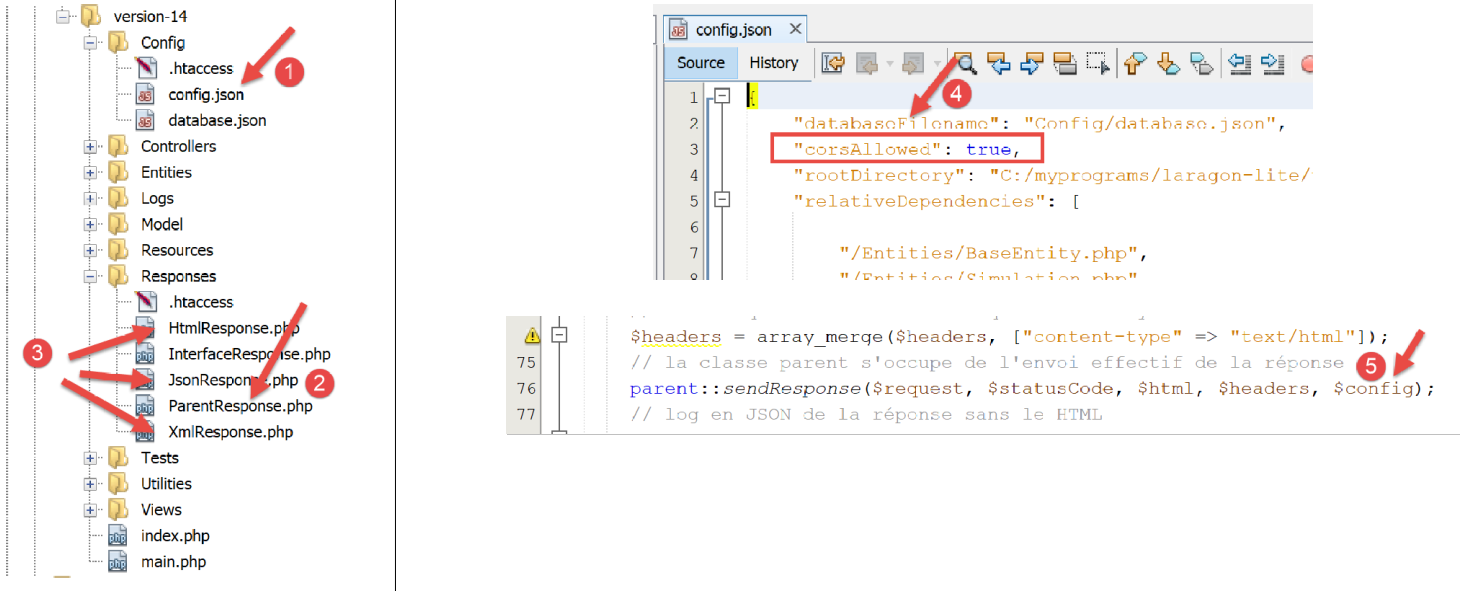 version-14
Config
.htaccess
1
config.json
database.json
Controllers
Entities
Logs
Model
Resources
Responses
.htaccess
HtmlResponse.php
3
InterfaceResponse.php
JsonResponse.php
2
ParentResponse.php
XmlResponse.php
Tests
Utilities
Views
index.php
main.php
config.json
Source History
4
1 {
2 "databaseFilename": "Config/database.json",
3 "corsAllowed": true,
4 "rootDirectory": "C:/myprograms/laragon-lite/
5 "relativeDependencies": [
6
7 "/Entities/BaseEntity.php",
8 "/Entities/Simulation.php"
$headers = array_merge($headers, ["content-type" => "text/html"]);
75 // la classe parent s'occupe de l'envoi effectif de la réponse
5
76 parent::sendResponse($request, $statusCode, $html, $headers, $config);
77 // log en JSON de la réponse sans le HTML